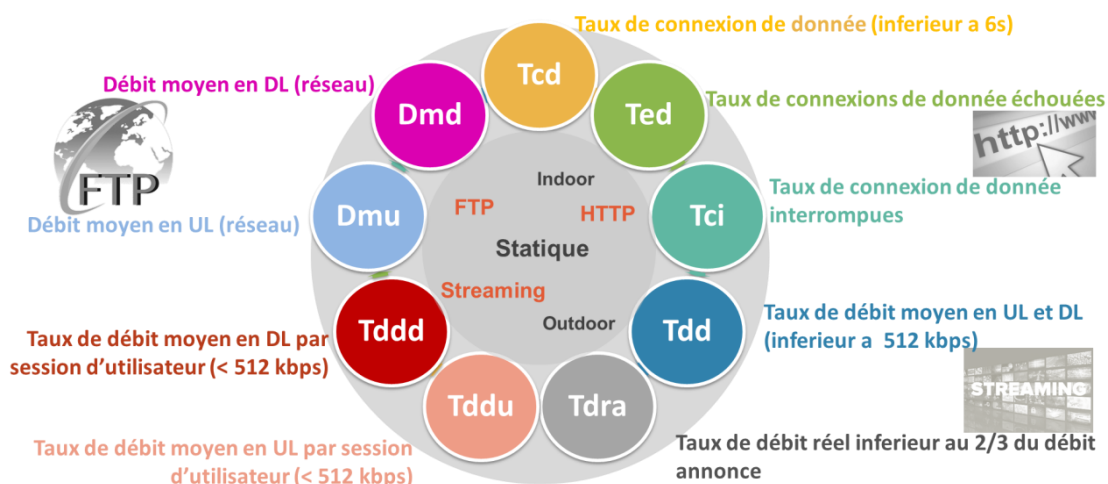 Taux de connexion de donnée (inferieur a 6s)
Tcd
Débit moyen en DL (réseau)
Dmd
Ted
Taux de connexions de donnée échouées
http://www
FTP
Indoor
FTP
HTTP
Dmu
Débit moyen en UL (réseau)
Tci
Taux de connexion de donnée
interrompues
Statique
Streaming
Outdoor
Tddd
Taux de débit moyen en DL par
session d’utilisateur (< 512 kbps)
Tdd
Taux de débit moyen en UL et DL
(inferieur a 512 kbps)
STREAMING
Tddu
Tdra
Taux de débit moyen en UL par session
d’utilisateur (< 512 kbps)
Taux de débit réel inferieur au 2/3 du débit
annonce